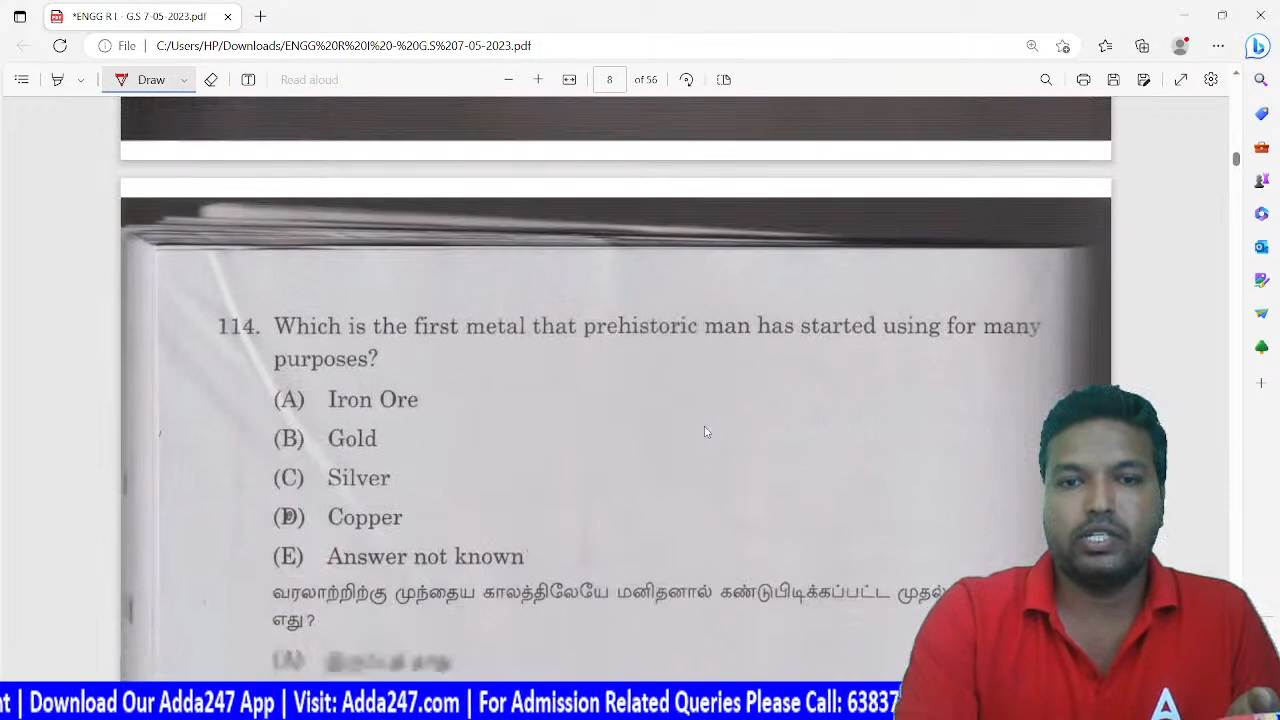 *ENGG R I - G.S 7-05-2023.pdf
File
C:/Users/HP/Downloads/ENGG%20R%20I%20-%20G.S%207-05-2023.pdf
Draw
Read aloud
8 of 56
114. Which is the first metal that prehistoric man has started using for many
purposes?
(A) Iron Ore
(B) Gold
(C) Silver
(D) Copper
(E) Answer not known
வரலாற்றிற்கு முந்தைய காலத்திலேயே மனிதனால் கண்டுபிடிக்கப்பட்ட முதல்
எது?
(A) இரும்புத் தாது
| Download Our Adda247 App | Visit: Adda247.com | For Admission Related Queries Please Call: 63837